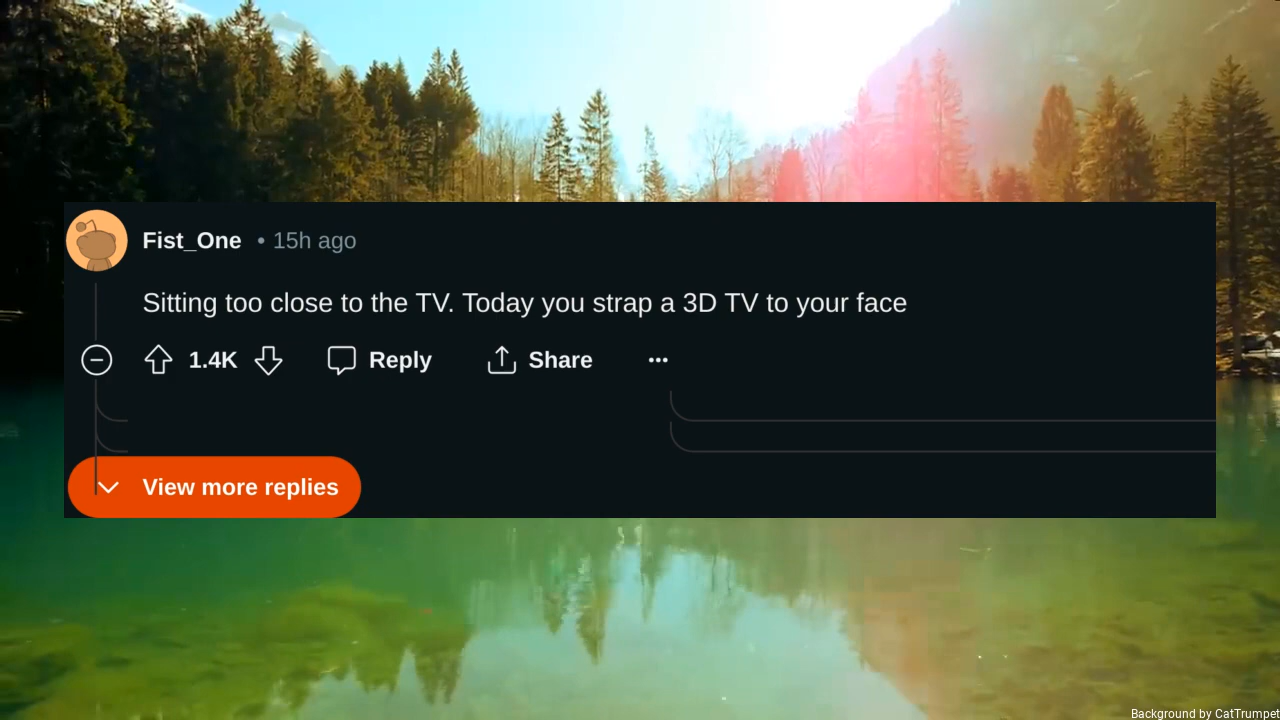 Fist_One • 15h ago
Sitting too close to the TV. Today you strap a 3D TV to your face
1.4K Reply Share •••
View more replies
Background by CatTrumpet